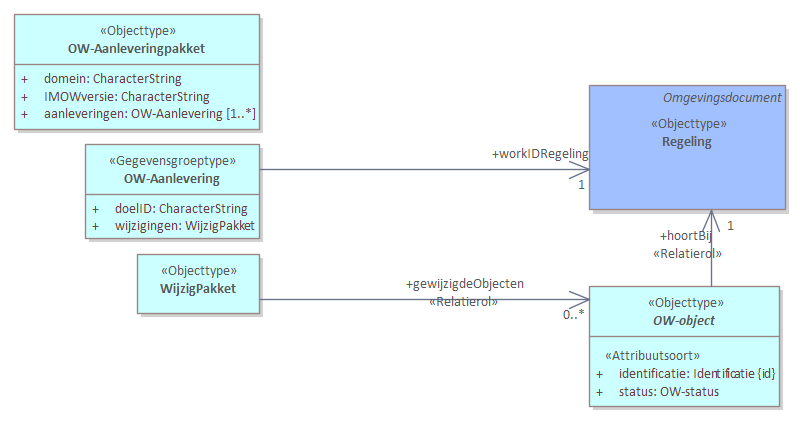 «Objecttype»
OW-Aanleveringpakket
+ domein: CharacterString
+ IMOWversie: CharacterString
+ aanleveringen: OW-Aanlevering [1..*]
«Gegevensgroeptype»
OW-Aanlevering
+ doelID: CharacterString
+ wijzigingen: WijzigPakket
+workIDRegeling
1
Omgevingsdocument
«Objecttype»
Regeling
1
+hoortBij
«Relatierol»
«Objecttype»
WijzigPakket
+gewijzigdeObjecten
«Relatierol»
0..*
«Objecttype»
OW-object
«Attribuutsoort»
+ identificatie: Identificatie {id}
+ status: OW-status